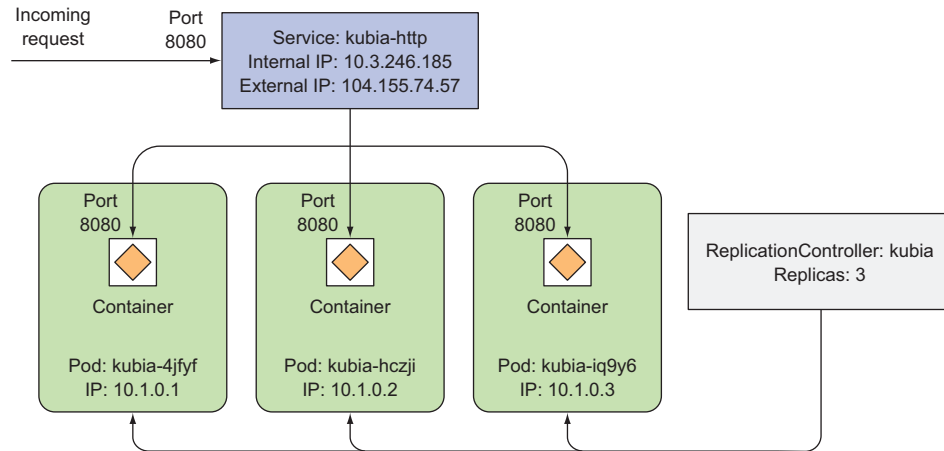 Incoming
request
Port
8080
Service: kubia-http
Internal IP: 10.3.246.185
External IP: 104.155.74.57
Port
8080
Container
Pod: kubia-4jfyf
IP: 10.1.0.1
Port
8080
Container
Pod: kubia-hczji
IP: 10.1.0.2
Port
8080
Container
Pod: kubia-iq9y6
IP: 10.1.0.3
ReplicationController: kubia
Replicas: 3